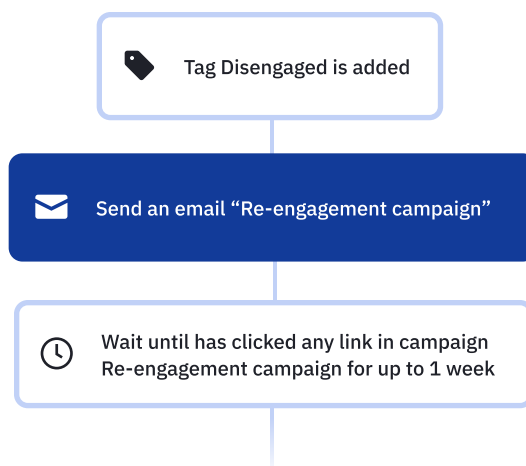 Tag Disengaged is added
Send an email “Re-engagement campaign”
Wait until has clicked any link in campaign
Re-engagement campaign for up to 1 week